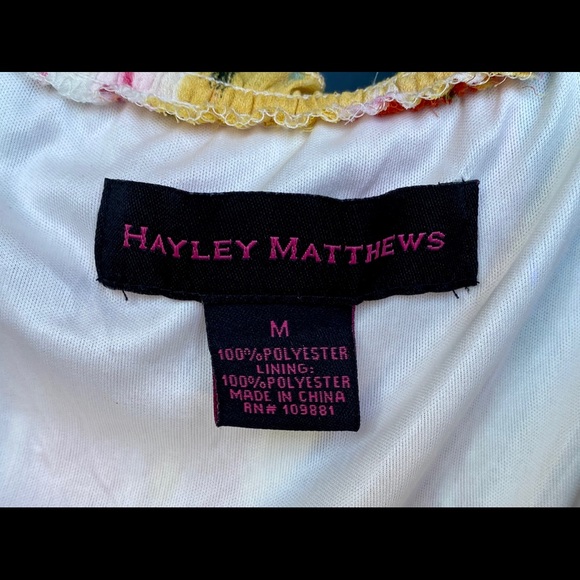 HAYLEY MATTHEWS
M
100%POLYESTER
LINING:
100%POLYESTER
MADE IN CHINA
RN# 109881